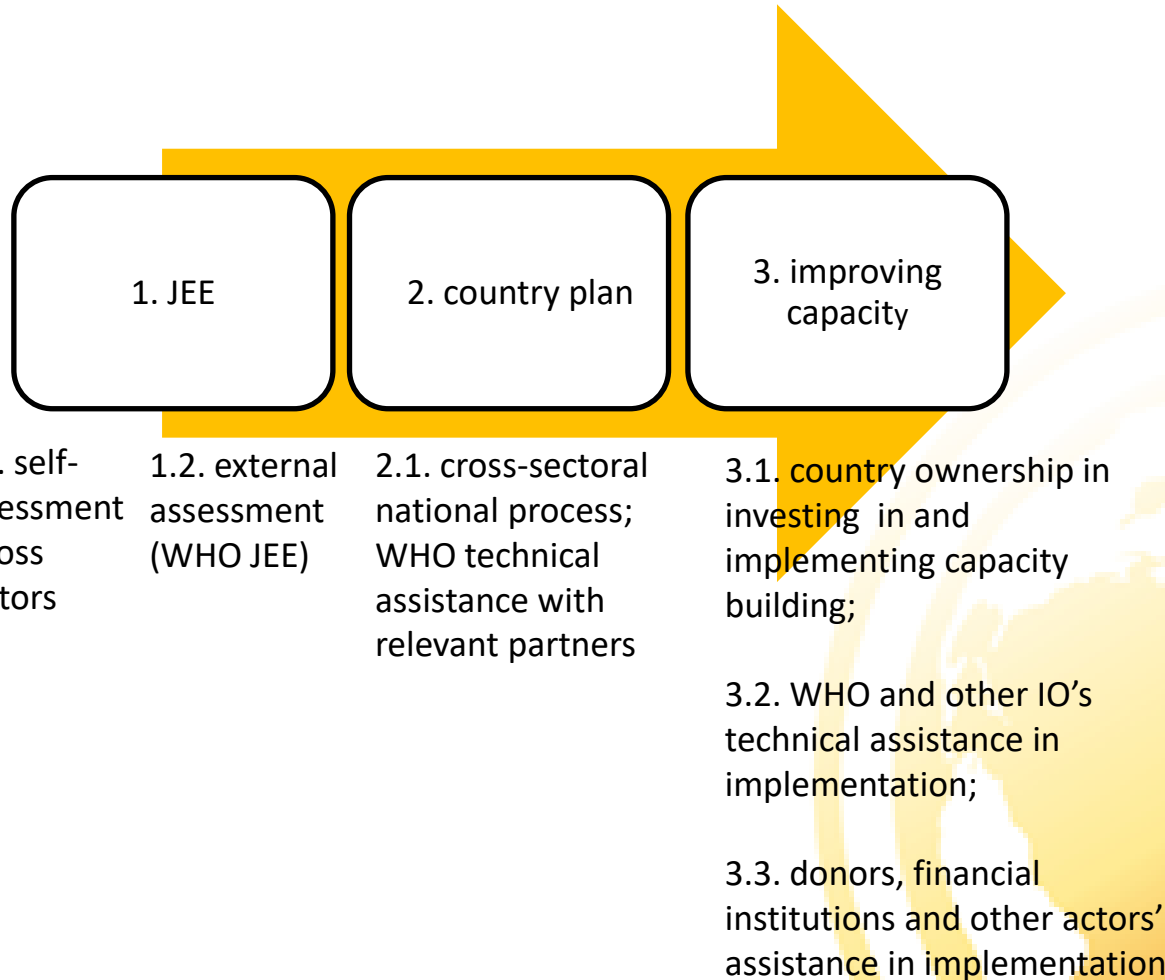 1. JEE
2. country plan
3. improving
capacity
. self-
essment
oss
tors
1.2. external
assessment
(WHO JEE)
2.1. cross-sectoral
national process;
WHO technical
assistance with
relevant partners
3.1. country ownership in
investing in and
implementing capacity
building;
3.2. WHO and other IO’s
technical assistance in
implementation;
3.3. donors, financial
institutions and other actors’
assistance in implementation